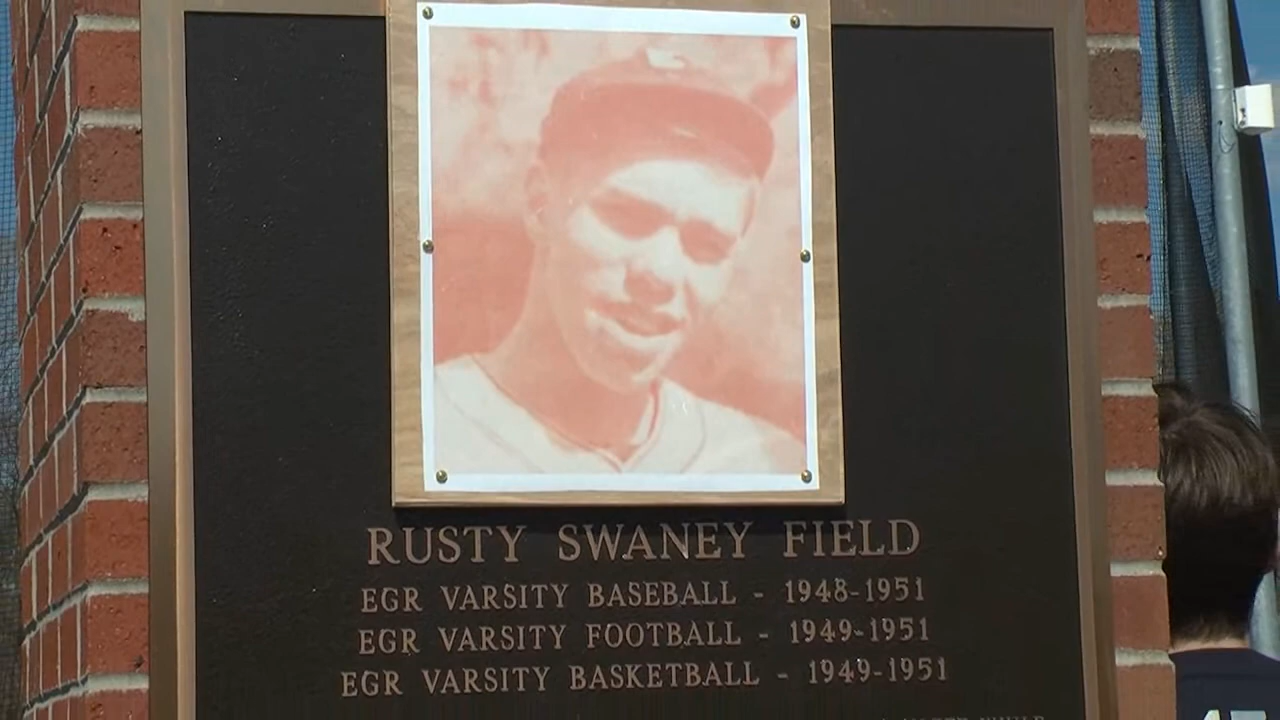 RUSTY SWANEY FIELD
EGR VARSITY BASEBALL - 1948-1951
EGR VARSITY FOOTBALL - 1949-1951
EGR VARSITY BASKETBALL - 1949-1951